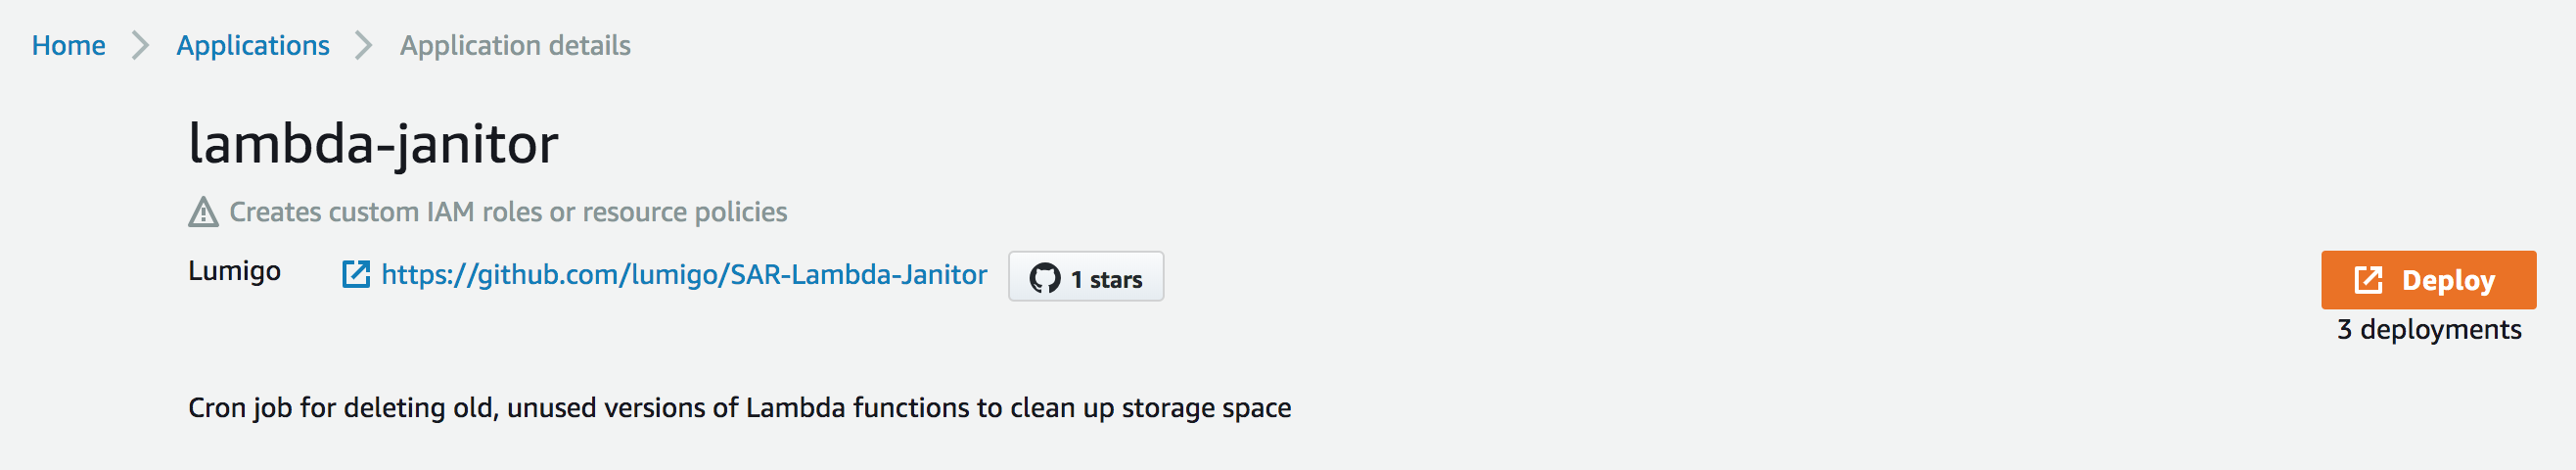 Home Applications Application details
lambda-janitor
Creates custom IAM roles or resource policies
Lumigo https://github.com/lumigo/SAR-Lambda-Janitor 1 stars
Deploy
3 deployments
Cron job for deleting old, unused versions of Lambda functions to clean up storage space